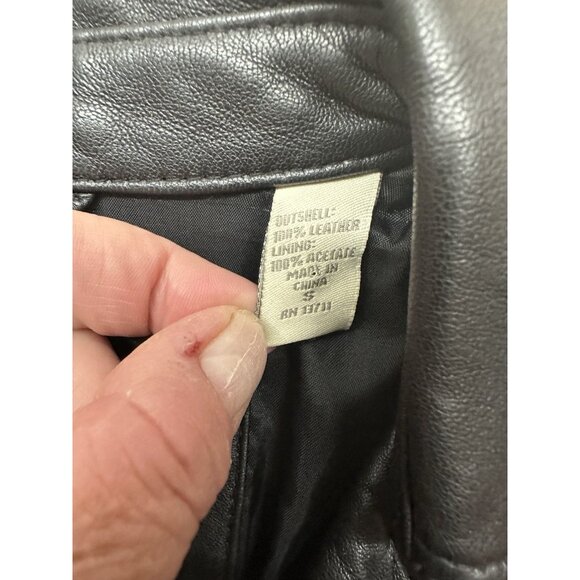 OUTSHELL:
100% LEATHER
LINING:
100% ACETATE
MADE IN
CHINA
S
RN 13711